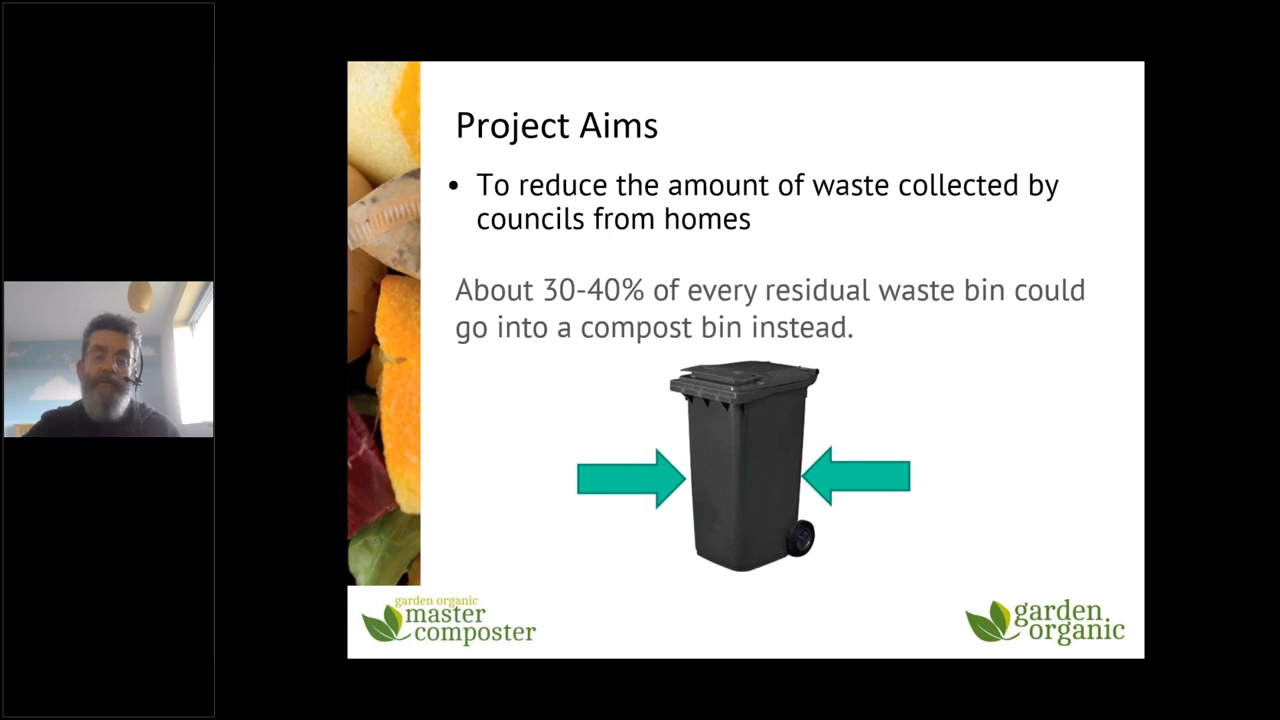 Project Aims
• To reduce the amount of waste collected by
councils from homes
About 30-40% of every residual waste bin could
go into a compost bin instead.
garden organic
master
composter
garden
organic